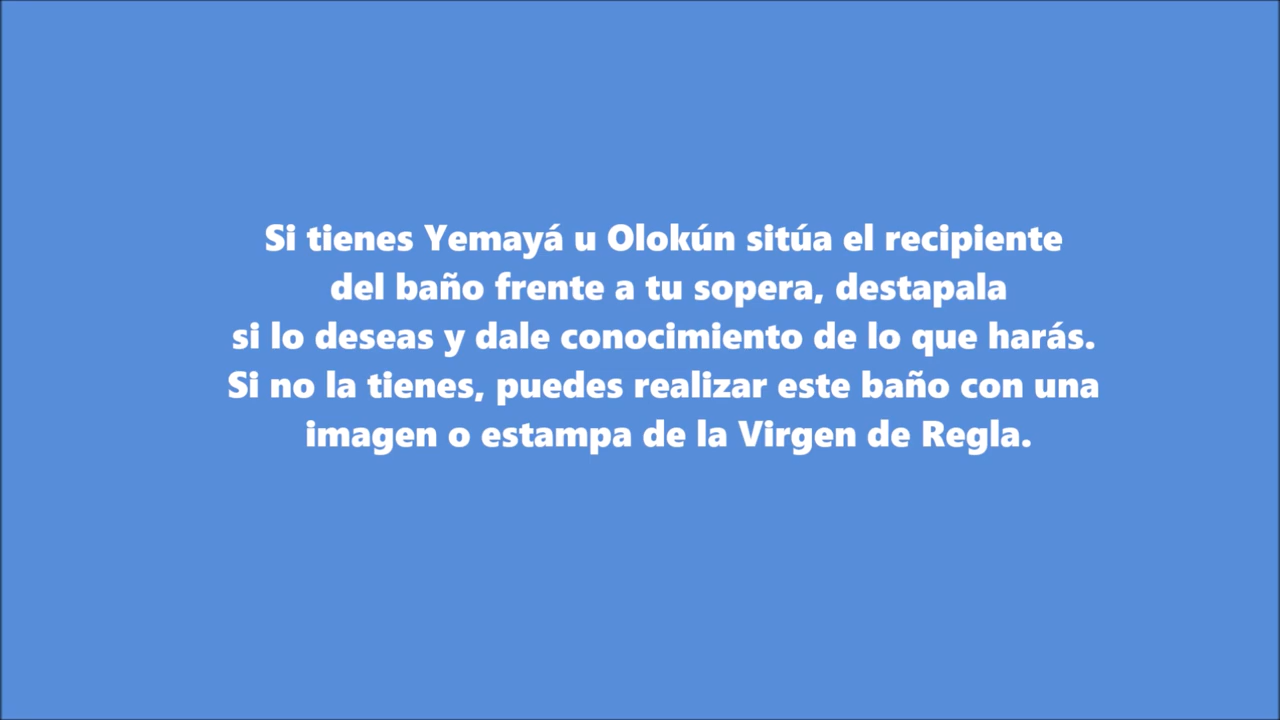 Si tienes Yemayá u Olokún sitúa el recipiente
del baño frente a tu sopera, destapala
si lo deseas y dale conocimiento de lo que harás.
Si no la tienes, puedes realizar este baño con una
imagen o estampa de la Virgen de Regla.